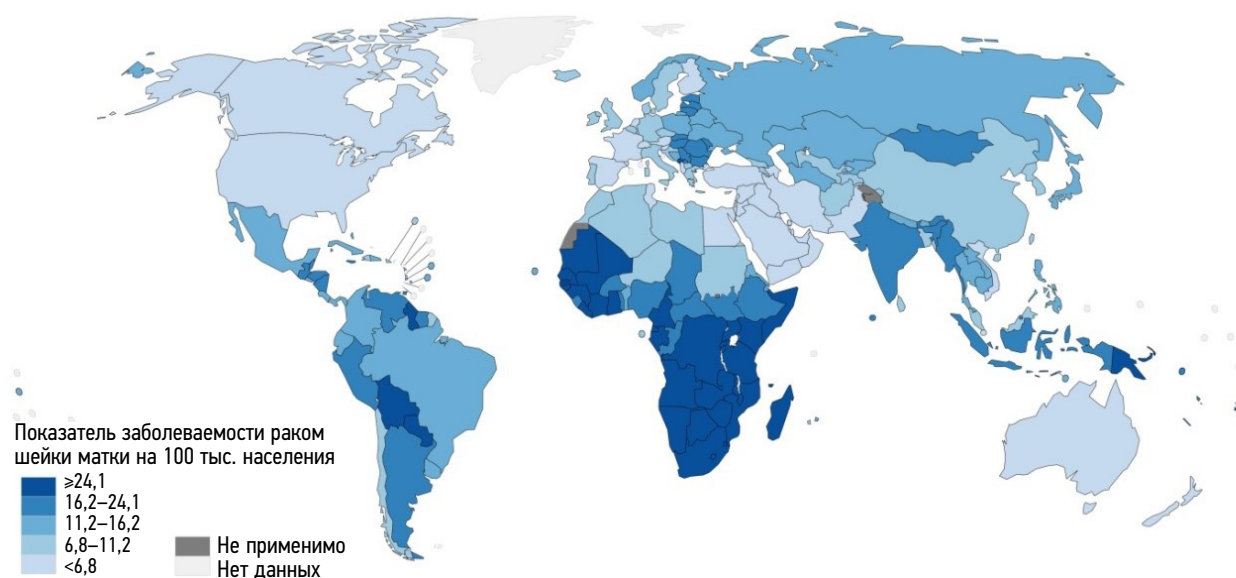 Показатель заболеваемости раком
шейки матки на 100 тыс. населения
≥24,1
16,2–24,1
11,2–16,2
6,8–11,2
<6,8
Не применимо
Нет данных